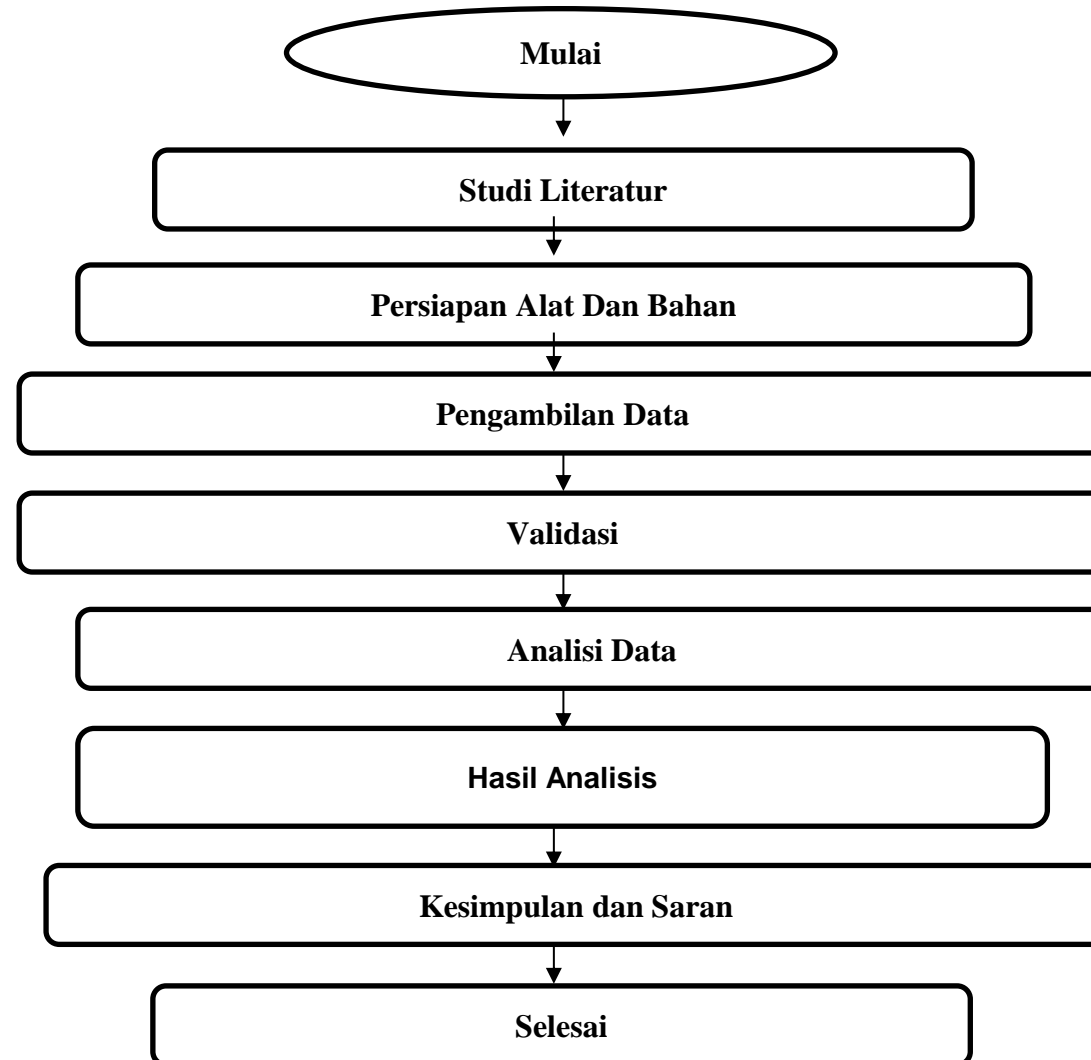 Mulai
Studi Literatur
Persiapan Alat Dan Bahan
Pengambilan Data
Validasi
Analisi Data
Hasil Analisis
Kesimpulan dan Saran
Selesai